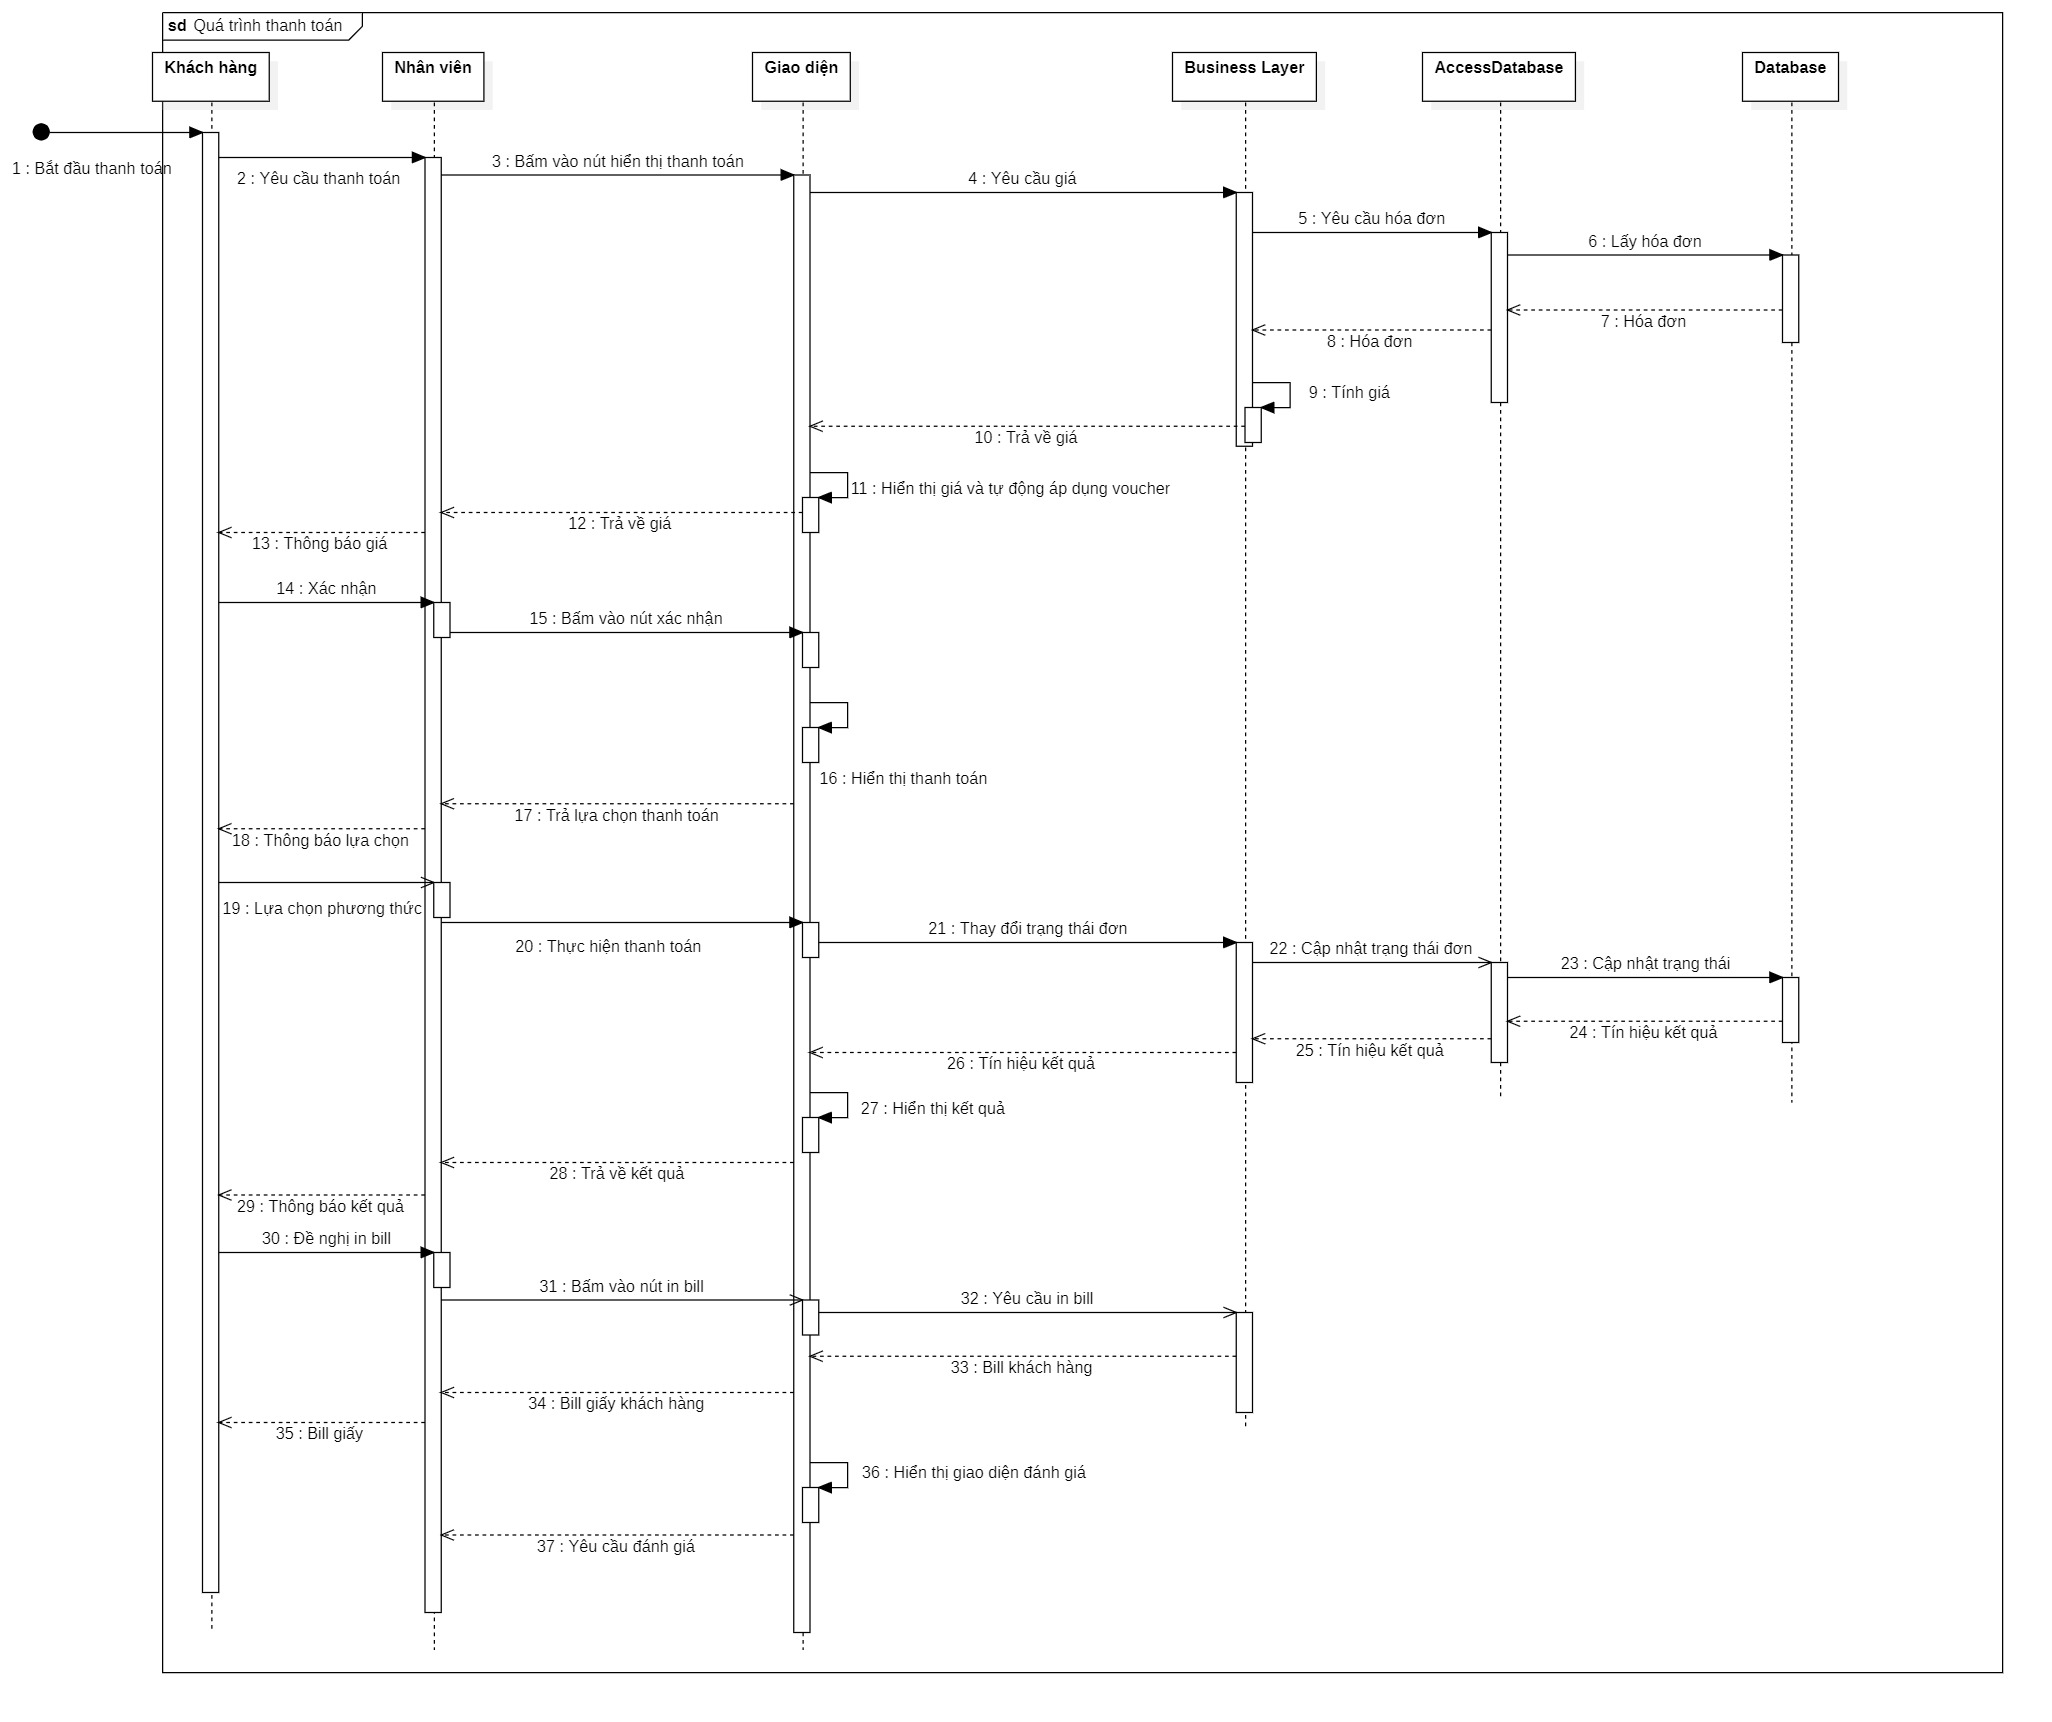 sd Quá trình thanh toán
Khách hàng
Nhân viên
Giao diện
Business Layer
AccessDatabase
Database
1 : Bắt đầu thanh toán
2 : Yêu cầu thanh toán
3 : Bấm vào nút hiển thị thanh toán
4 : Yêu cầu giá
5 : Yêu cầu hóa đơn
6 : Lấy hóa đơn
7 : Hóa đơn
8 : Hóa đơn
9 : Tính giá
10 : Trả về giá
11 : Hiển thị giá và tự động áp dụng voucher
12 : Trả về giá
13 : Thông báo giá
14 : Xác nhận
15 : Bấm vào nút xác nhận
16 : Hiển thị thanh toán
17 : Trả lựa chọn thanh toán
18 : Thông báo lựa chọn
19 : Lựa chọn phương thức
20 : Thực hiện thanh toán
21 : Thay đổi trạng thái đơn
22 : Cập nhật trạng thái đơn
23 : Cập nhật trạng thái
24 : Tín hiệu kết quả
25 : Tín hiệu kết quả
26 : Tín hiệu kết quả
27 : Hiển thị kết quả
28 : Trả về kết quả
29 : Thông báo kết quả
30 : Đề nghị in bill
31 : Bấm vào nút in bill
32 : Yêu cầu in bill
33 : Bill khách hàng
34 : Bill giấy khách hàng
35 : Bill giấy
36 : Hiển thị giao diện đánh giá
37 : Yêu cầu đánh giá